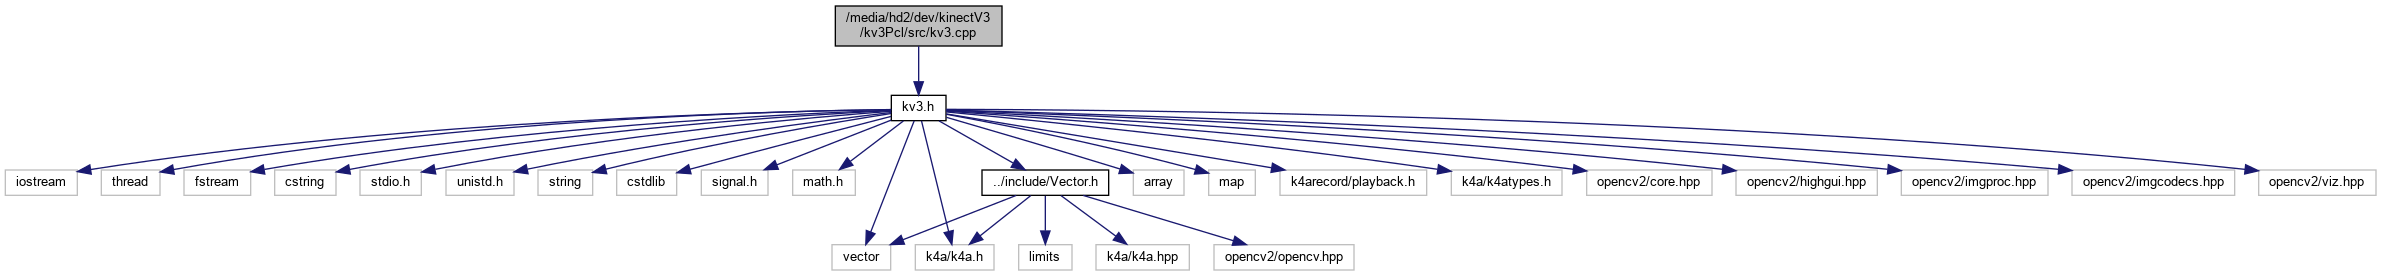 /media/hd2/dev/kinectV3
/kv3Pcl/src/kv3.cpp
kv3.h
iostream
thread
fstream
cstring
stdio.h
unistd.h
string
cstdlib
signal.h
math.h
../include/Vector.h
array
map
k4arecord/playback.h
k4a/k4atypes.h
opencv2/core.hpp
opencv2/highgui.hpp
opencv2/imgproc.hpp
opencv2/imgcodecs.hpp
opencv2/viz.hpp
vector
k4a/k4a.h
limits
k4a/k4a.hpp
opencv2/opencv.hpp